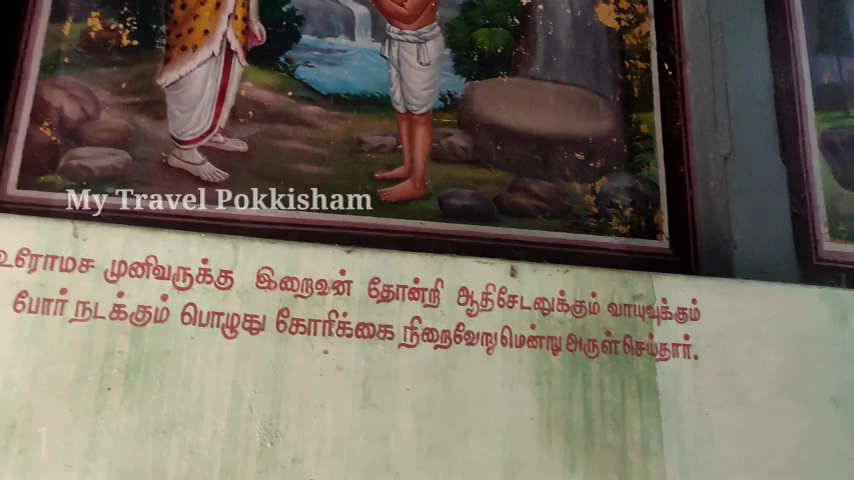 My Travel Pokkisham
உரோமச முனிவருக்கு இறைவன் தோன்றி ஆதிசேடனுக்கும் வாயுவுக்கும்
போர் நடக்கும் பொழுது கோரிக்கை நிறைவேறுமென்று அருள் செய்தார்.